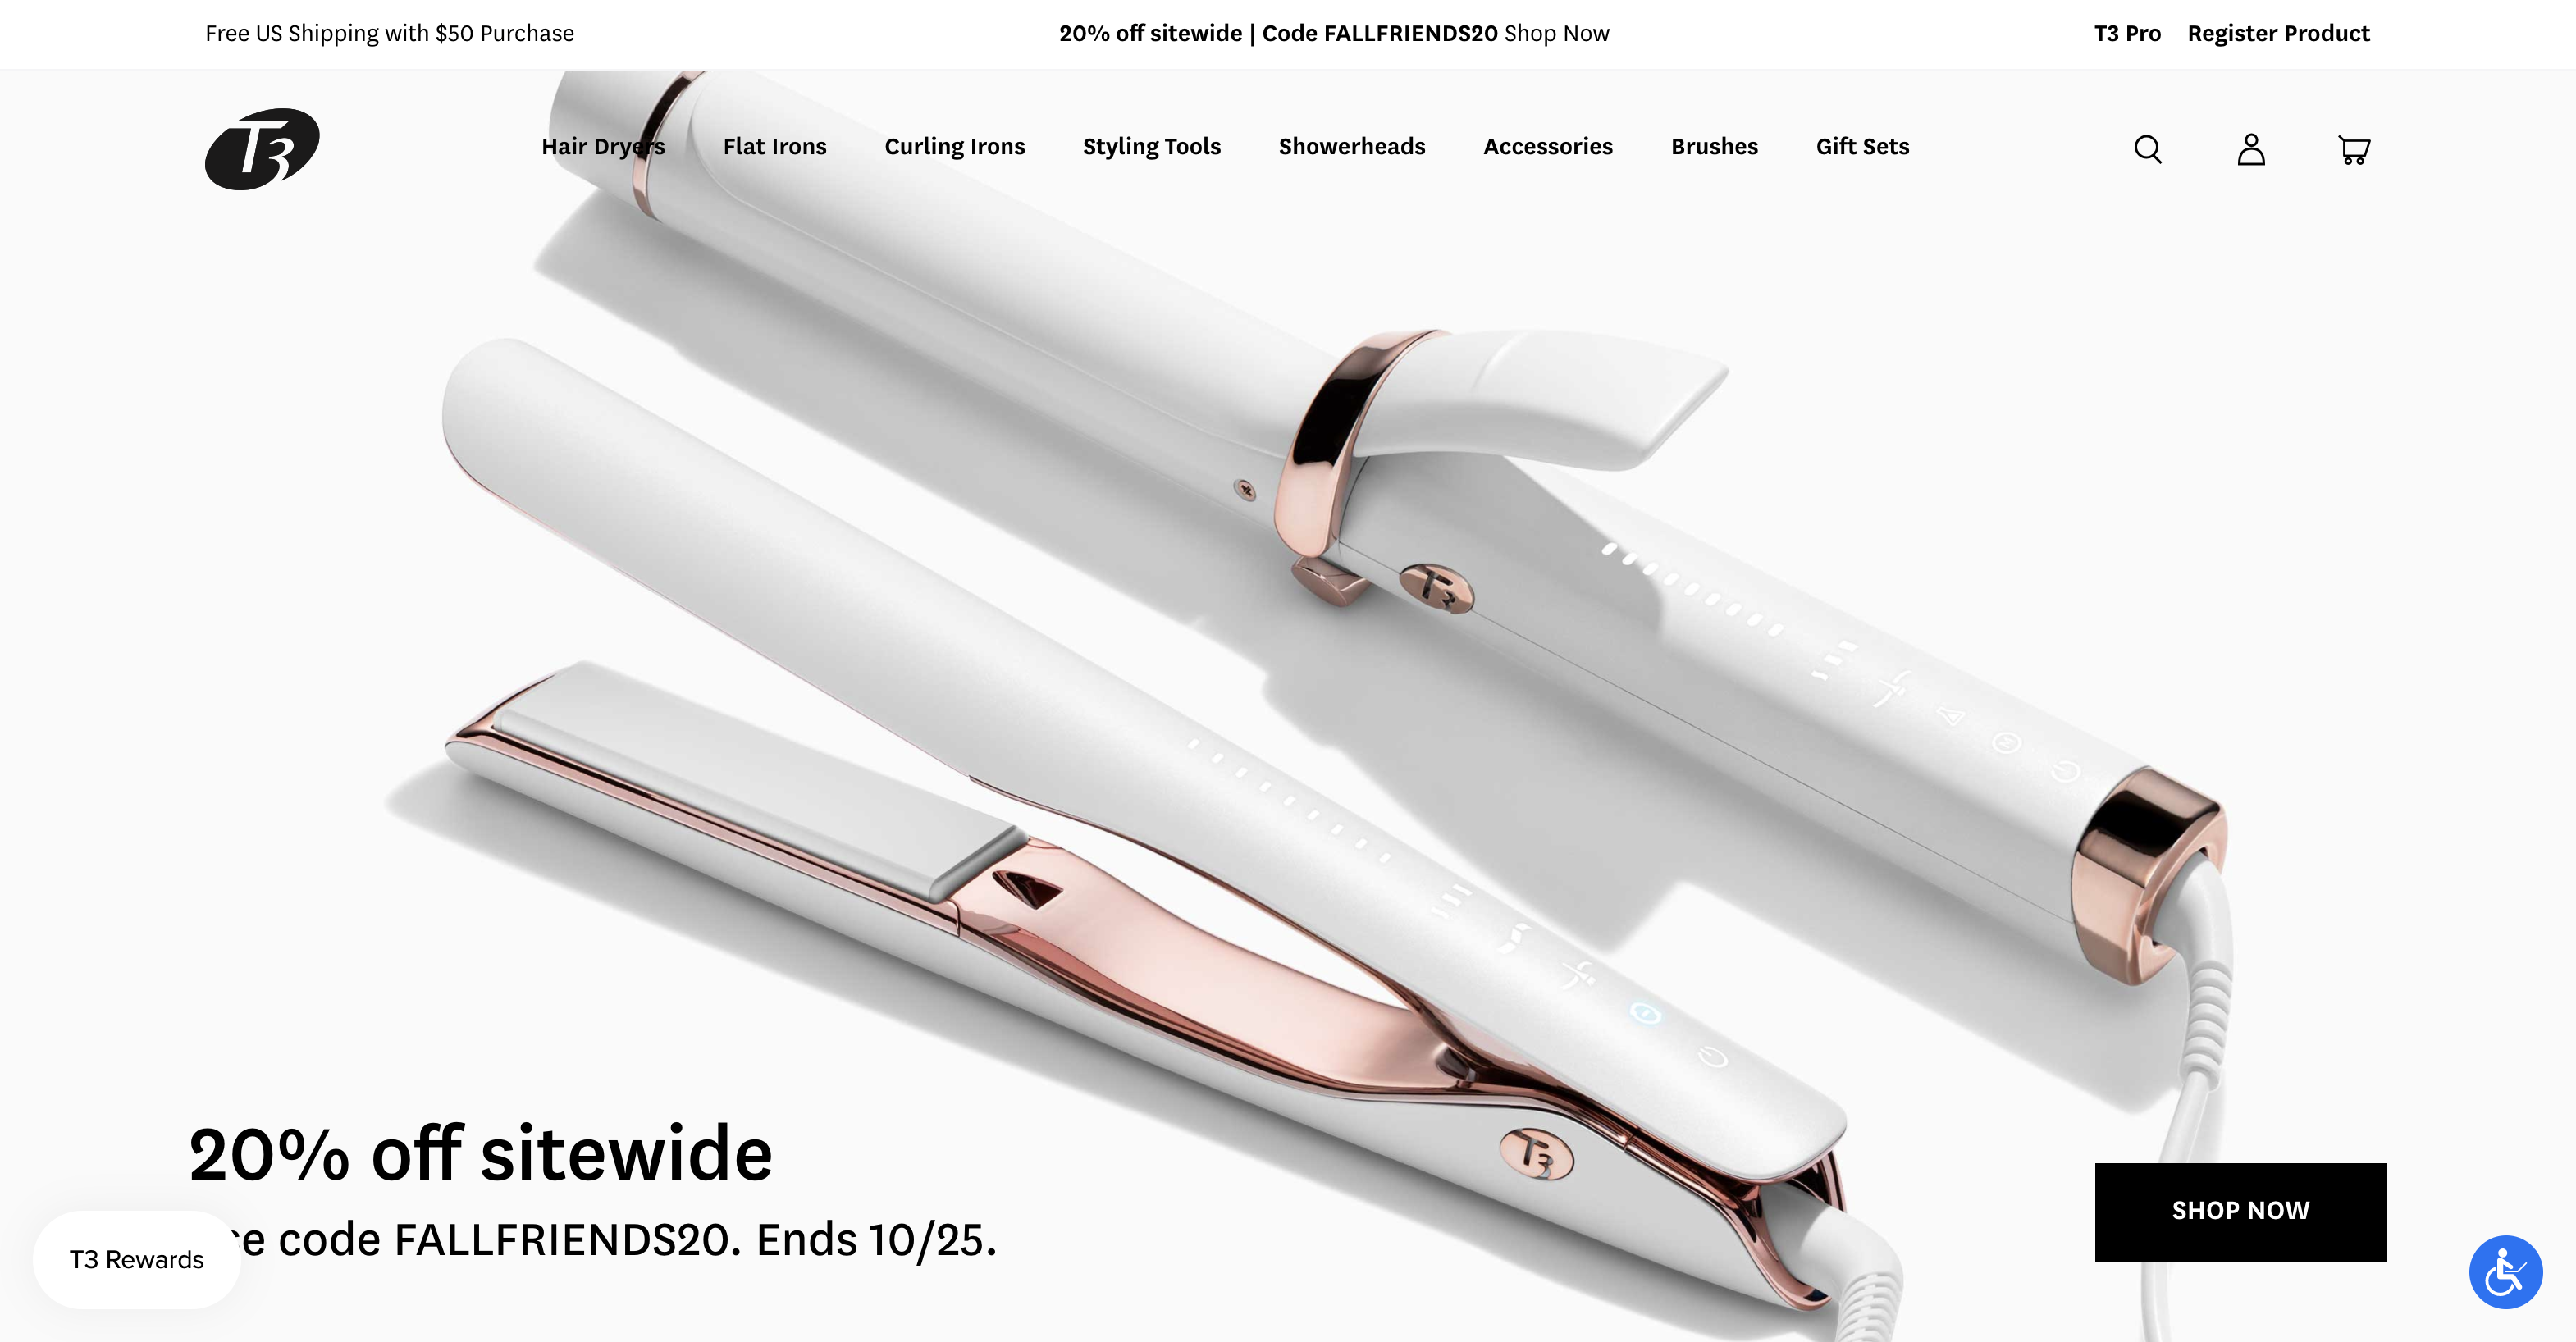 Free US Shipping with $50 Purchase
20% off sitewide | Code FALLFRIENDS20 Shop Now
T3 Pro Register Product
T3
Hair Dryers Flat Irons Curling Irons Styling Tools Showerheads Accessories Brushes Gift Sets
T3
T3
20% off sitewide
code FALLFRIENDS20. Ends 10/25.
T3 Rewards
SHOP NOW